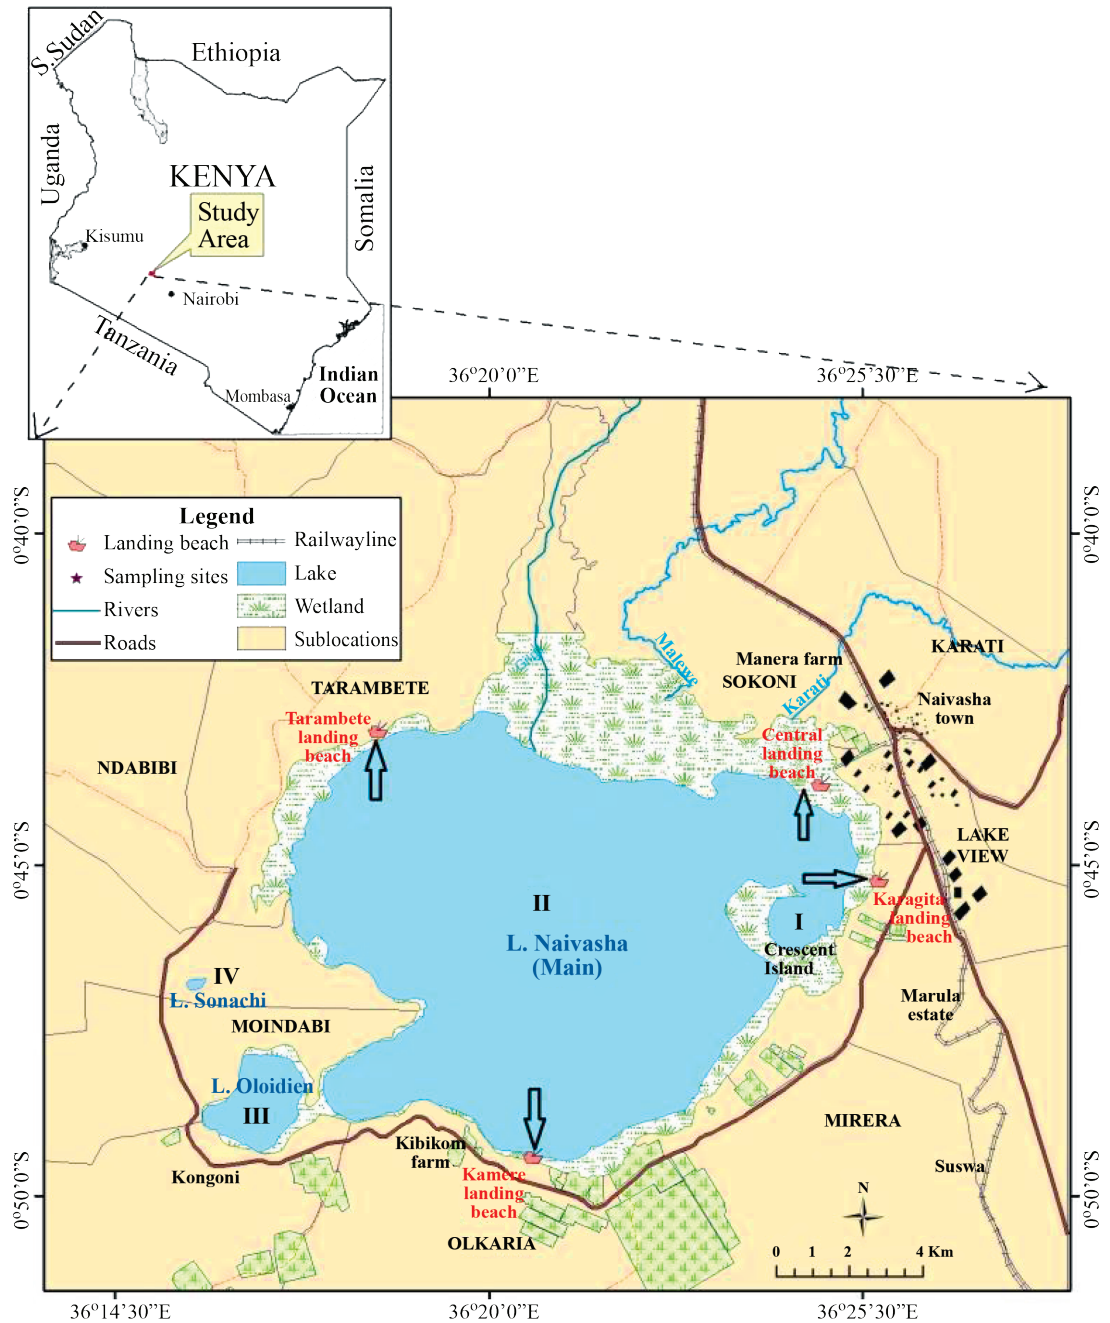 S.Sudan
Ethiopia
Uganda
KENYA
Somalia
Study
Area
Kisumu
Nairobi
Tanzania
Mombasa
Indian
Ocean
36°20'0''E
36°25'30''E
0°40'0''S
0°40'0''S
Legend
Landing beach
Railwayline
Sampling sites
Lake
Rivers
Wetland
Roads
Sublocations
Malewe
Karati
KARATI
Manera farm
SOKONI
Naivasha
town
TARAMBETE
Tarambete
landing
beach
Central
landing
beach
NDABIBI
LAKE
VIEW
0°45'0''S
0°45'0''S
Karagita
landing
beach
II
L. Naivasha
(Main)
I
Crescent
Island
IV
L. Sonachi
MOINDABI
Marula
estate
L. Oloidien
III
MIRERA
Kibikom
farm
Kongoni
Kamere
landing
beach
Suswa
OLKARIA
N
0°50'0''S
0°50'0''S
0 1 2 4 Km
36°14'30''E
36°20'0''E
36°25'30''E